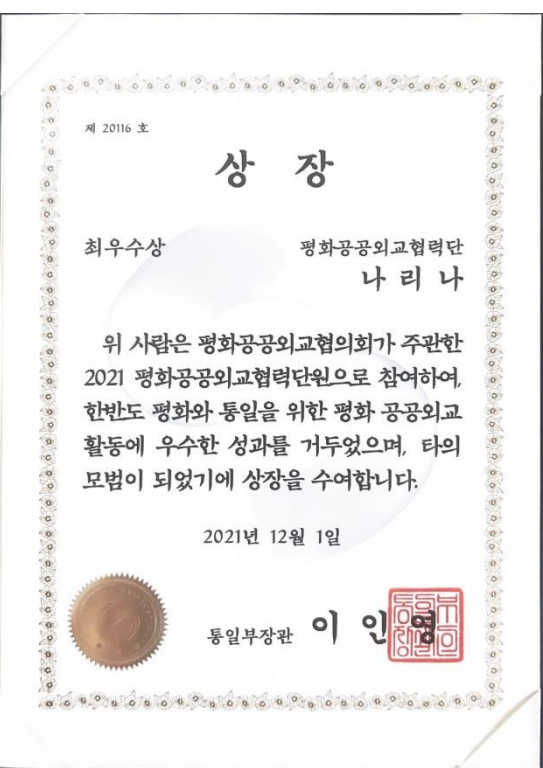 제 20116 호
상 장
최우수상
평화공공외교협력단
나 리 나
위 사람은 평화공공외교협의회가 주관한
2021 평화공공외교협력단원으로 참여하여,
한반도 평화와 통일을 위한 평화 공공외교
활동에 우수한 성과를 거두었으며, 타의
모범이 되었기에 상장을 수여합니다.
2021년 12월 1일
통일부장관 이 인 영